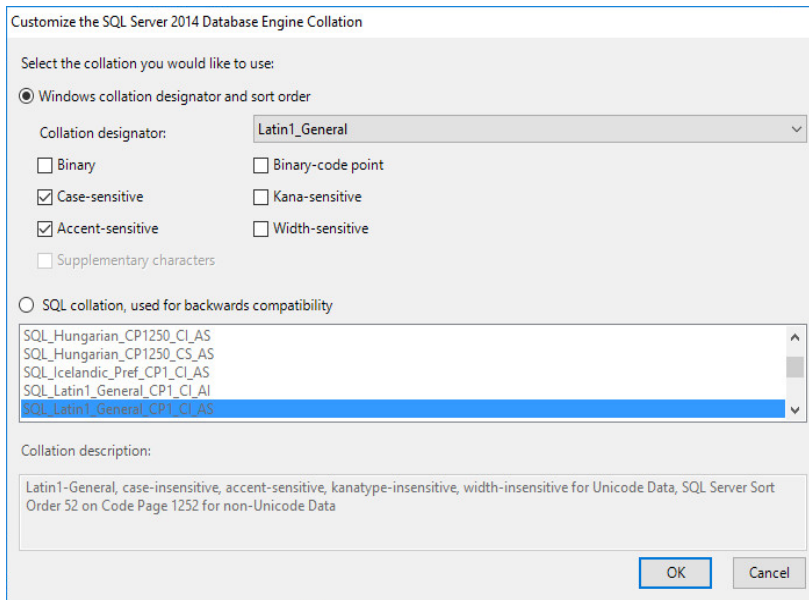 Customize the SQL Server 2014 Database Engine Collation
Select the collation you would like to use:
Windows collation designator and sort order
Collation designator: Latin1_General
Binary Binary-code point
Case-sensitive Kana-sensitive
Accent-sensitive Width-sensitive
Supplementary characters
SQL collation, used for backwards compatibility
SQL_Hungarian_CP1250_CI_AS
SQL_Hungarian_CP1250_CS_AS
SQL_Icelandic_Pref_CP1_CI_AS
SQL_Latin1_General_CP1_CI_AI
SQL_Latin1_General_CP1_CI_AS
Collation description:
Latin1-General, case-insensitive, accent-sensitive, kanatype-insensitive, width-insensitive for Unicode Data, SQL Server Sort
Order 52 on Code Page 1252 for non-Unicode Data
OK Cancel